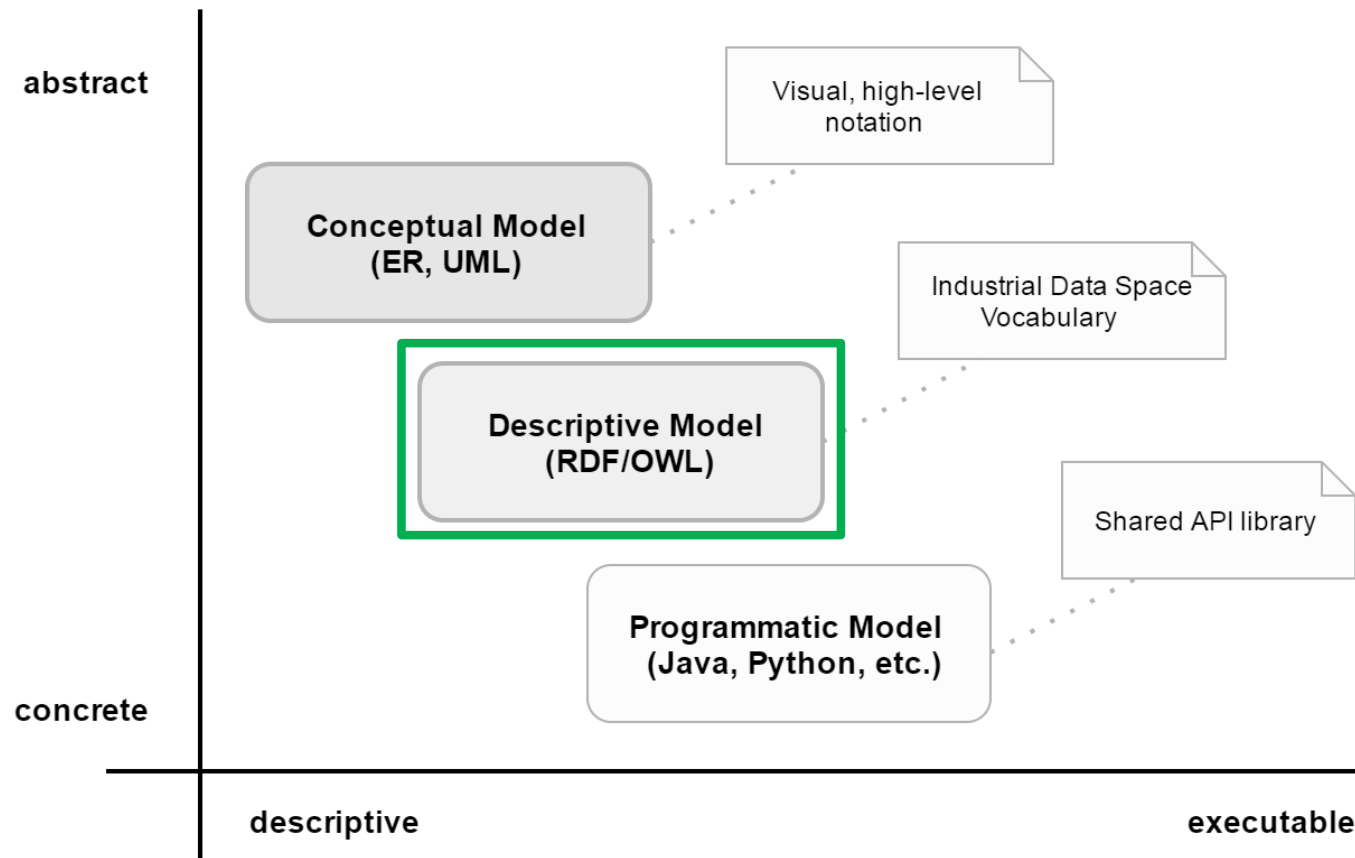 abstract
Visual, high-level
notation
Conceptual Model
(ER, UML)
Industrial Data Space
Vocabulary
Descriptive Model
(RDF/OWL)
Shared API library
Programmatic Model
(Java, Python, etc.)
concrete
descriptive
executable